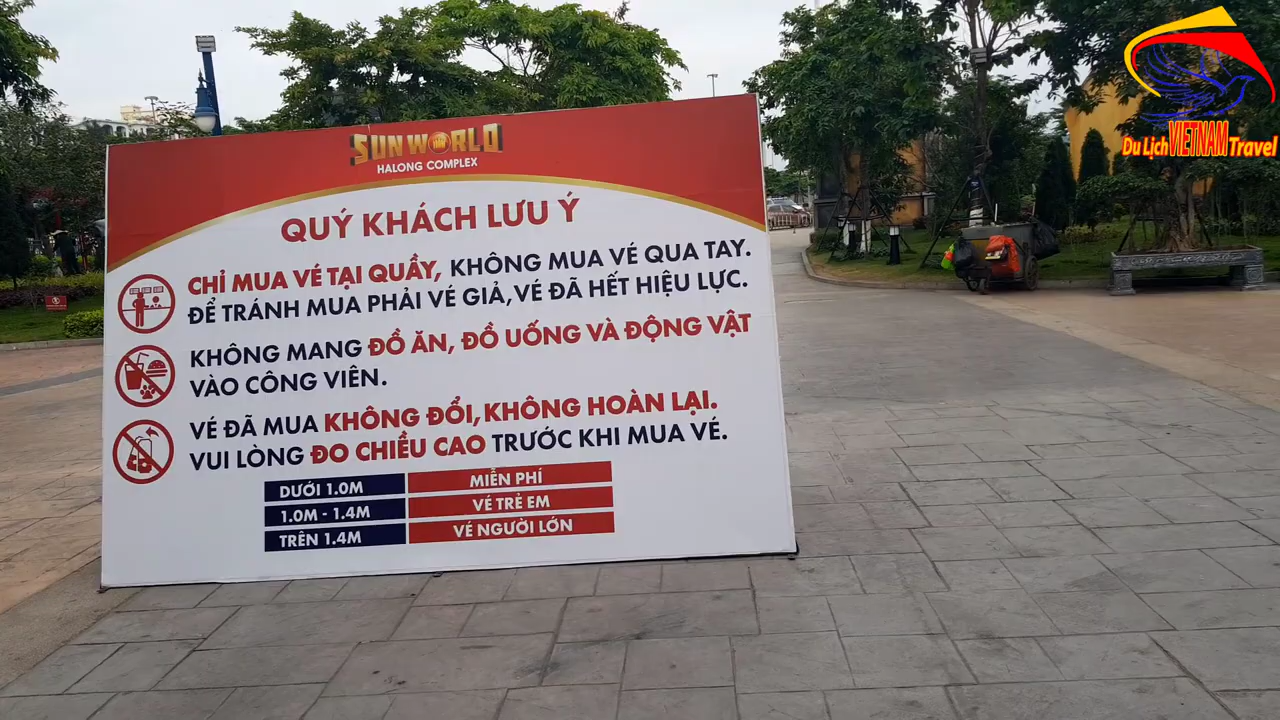 SUN WORLD
HALONG COMPLEX
QUÝ KHÁCH LƯU Ý
CHỈ MUA VÉ TẠI QUẦY, KHÔNG MUA VÉ QUA TAY.
ĐỂ TRÁNH MUA PHẢI VÉ GIẢ, VÉ ĐÃ HẾT HIỆU LỰC.
KHÔNG MANG ĐỒ ĂN, ĐỒ UỐNG VÀ ĐỘNG VẬT
VÀO CÔNG VIÊN.
VÉ ĐÃ MUA KHÔNG ĐỔI, KHÔNG HOÀN LẠI.
VUI LÒNG ĐO CHIỀU CAO TRƯỚC KHI MUA VÉ.
DƯỚI 1.0M MIỄN PHÍ
1.0M - 1.4M VÉ TRẺ EM
TRÊN 1.4M VÉ NGƯỜI LỚN
Du Lịch VIETNAM Travel